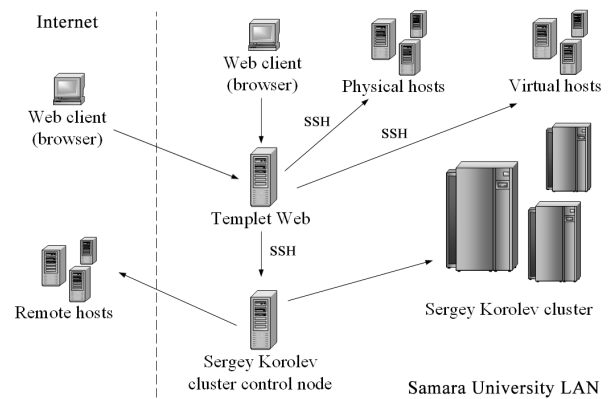 Internet
Web client
(browser)
Web client
(browser)
Physical hosts
Virtual hosts
SSH
SSH
Templet Web
SSH
Remote hosts
Sergey Korolev
cluster control node
Sergey Korolev cluster
Samara University LAN